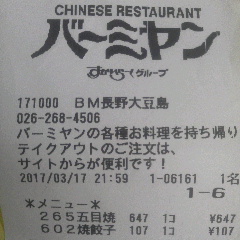 CHINESE RESTAURANT
バーミヤン
すかいらーくグループ
171000 BM長野大豆島
026-268-4506
バーミヤンの各種お料理を持ち帰り
テイクアウトのご注文は、
サイトからが便利です!
2017/03/17 21:59 1-06161 1名
1-6
*メニュー*
265五目焼 647 1コ ¥647
602焼餃子 107 1コ ¥107